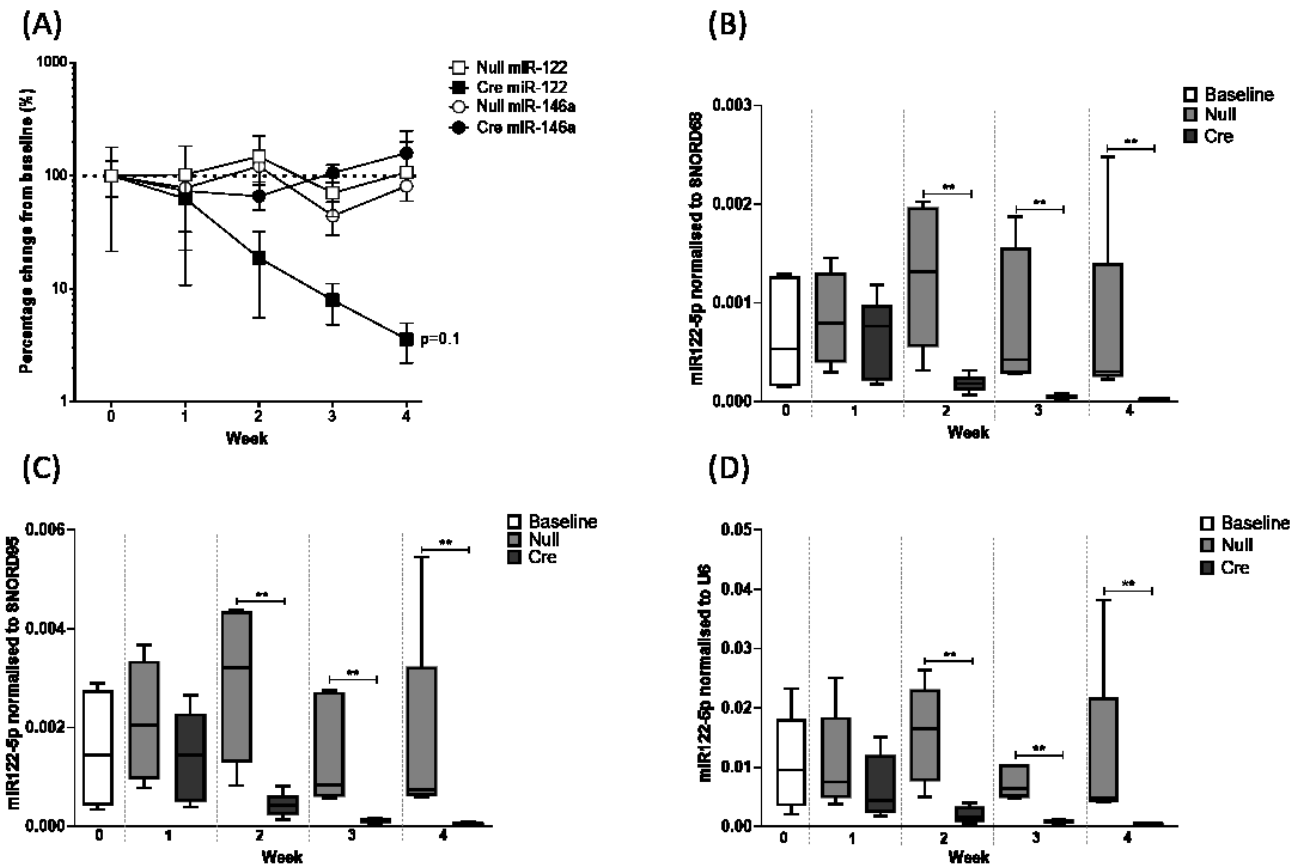 (A)
1000
100
10
1
Percentage change from baseline (%)
0 1 2 3 4
Week
Null miR-122
Cre miR-122
Null miR-146a
Cre miR-146a
p=0.1
(B)
0.003
0.002
0.001
0.000
miR122-5p normalised to SNORD68
** ** **
0 1 2 3 4
Week
Baseline
Null
Cre
(C)
0.006
0.004
0.002
0.000
miR122-5p normalised to SNORD95
** ** **
0 1 2 3 4
Week
Baseline
Null
Cre
(D)
0.05
0.04
0.03
0.02
0.01
0.00
miR122-5p normalised to U6
** ** **
0 1 2 3 4
Week
Baseline
Null
Cre